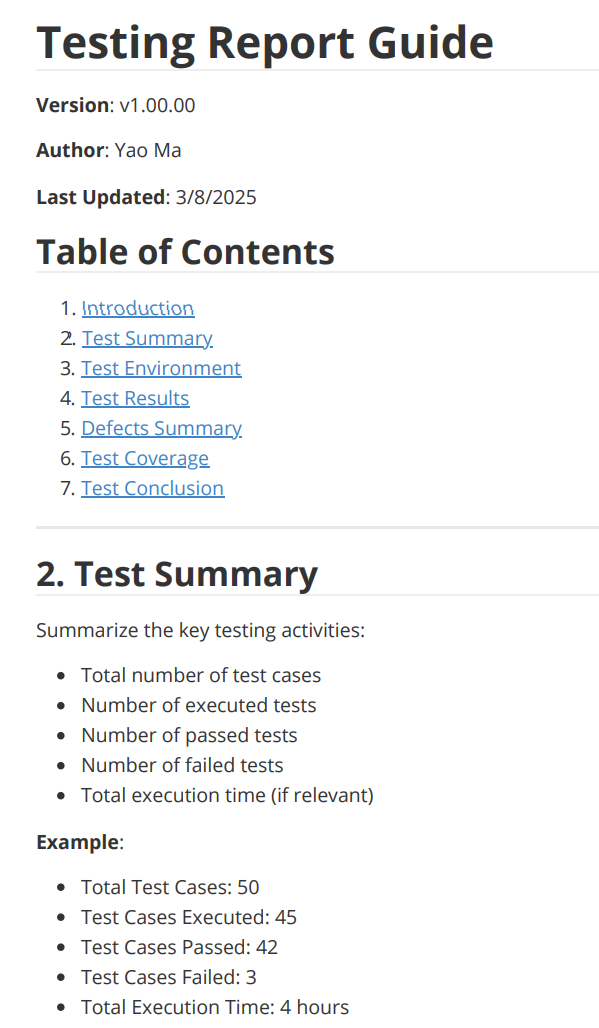 Testing Report Guide
Version: v1.00.00
Author: Yao Ma
Last Updated: 3/8/2025
Table of Contents
1. Introduction
2. Test Summary
3. Test Environment
4. Test Results
5. Defects Summary
6. Test Coverage
7. Test Conclusion
2. Test Summary
Summarize the key testing activities:
• Total number of test cases
• Number of executed tests
• Number of passed tests
• Number of failed tests
• Total execution time (if relevant)
Example:
• Total Test Cases: 50
• Test Cases Executed: 45
• Test Cases Passed: 42
• Test Cases Failed: 3
• Total Execution Time: 4 hours